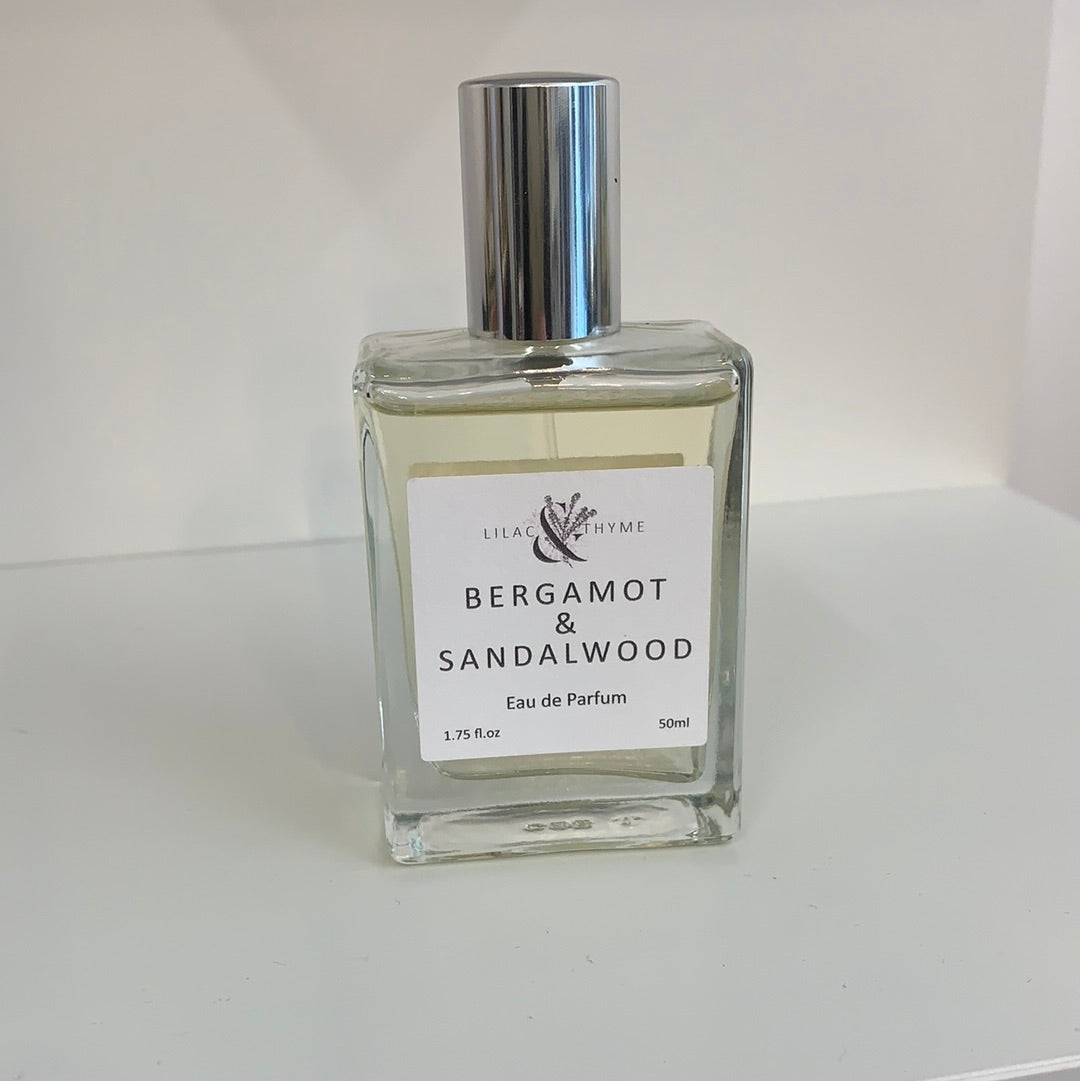 LILAC & THYME
BERGAMOT
&
SANDALWOOD
Eau de Parfum
1.75 fl.oz 50ml